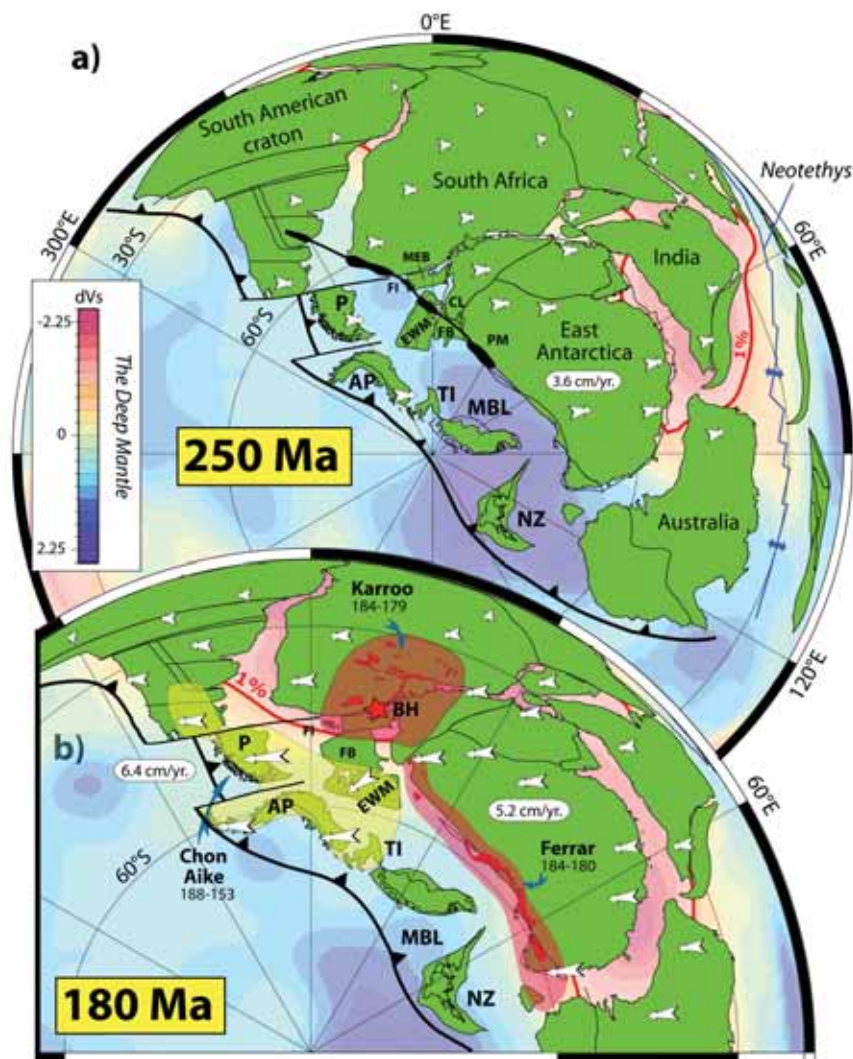 a)
0°E
South American
craton
South Africa
Neotethys
300°E
30°S
60°E
India
MEB
FI
60°S
P
CL
EWM
FB
PM
East
Antarctica
3.6 cm/yr.
1%
dVs
-2.25
0
2.25
The Deep Mantle
AP
TI
MBL
250 Ma
NZ
Australia
120°E
Karroo
184-179
1%
BH
b)
P
FI
FB
6.4 cm/yr.
EWM
5.2 cm/yr.
60°E
AP
TI
Ferrar
184-180
60°S
Chon
Aike
188-153
MBL
NZ
180 Ma